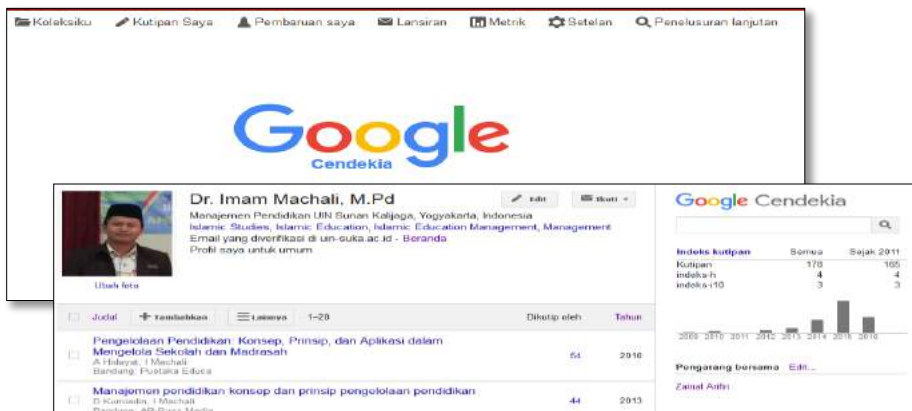 Koleksiku Kutipan Saya Pembaruan saya Lansiran Metrik Setelan Penelusuran lanjutan
Google
Cendekia
Dr. Imam Machali, M.Pd
Edit Ikuti
Manajemen Pendidikan UIN Sunan Kalijaga, Yogyakarta, Indonesia
Islamic Studies, Islamic Education, Islamic Education Management, Management
Email yang diverifikasi di uin-suka.ac.id - Beranda
Profil saya untuk umum
Ubah foto
Judul Tambahkan Lainnya 1–20 Dikutip oleh Tahun
Pengelolaan Pendidikan: Konsep, Prinsip, dan Aplikasi dalam
Mengelola Sekolah dan Madrasah
A Hidayat, I Machali
Bandung: Pustaka Educa
2010
Manajemen pendidikan konsep dan prinsip pengelolaan pendidikan
I Machali
44 2013
Google Cendekia
Indeks kutipan Semua Sejak 2011
Kutipan 178 165
indeks-h 4 4
indeks-i10 3 3
2009 2010 2011 2012 2013 2014 2015 2016
Pengarang bersama Edit...
Zainal Arifin